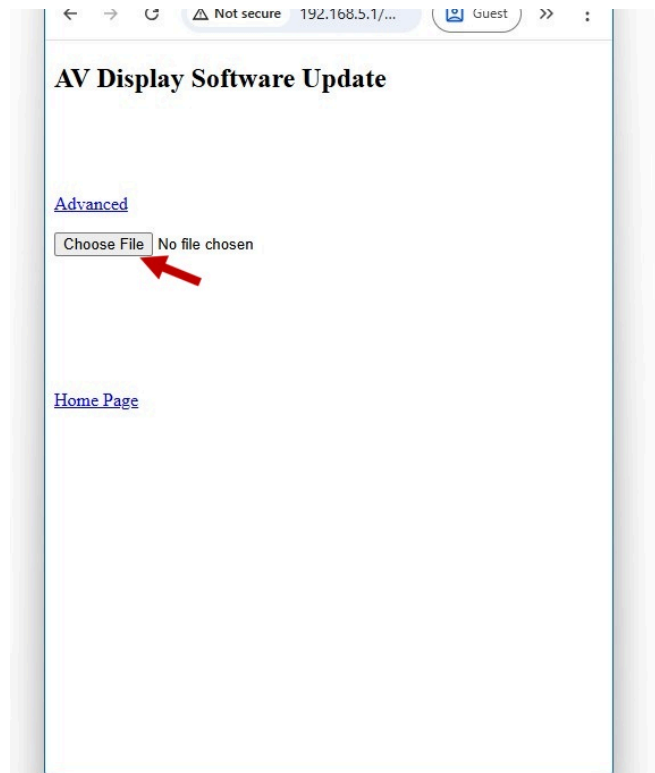 Not secure 192.168.5.1/... Guest
AV Display Software Update
Advanced
Choose File No file chosen
Home Page